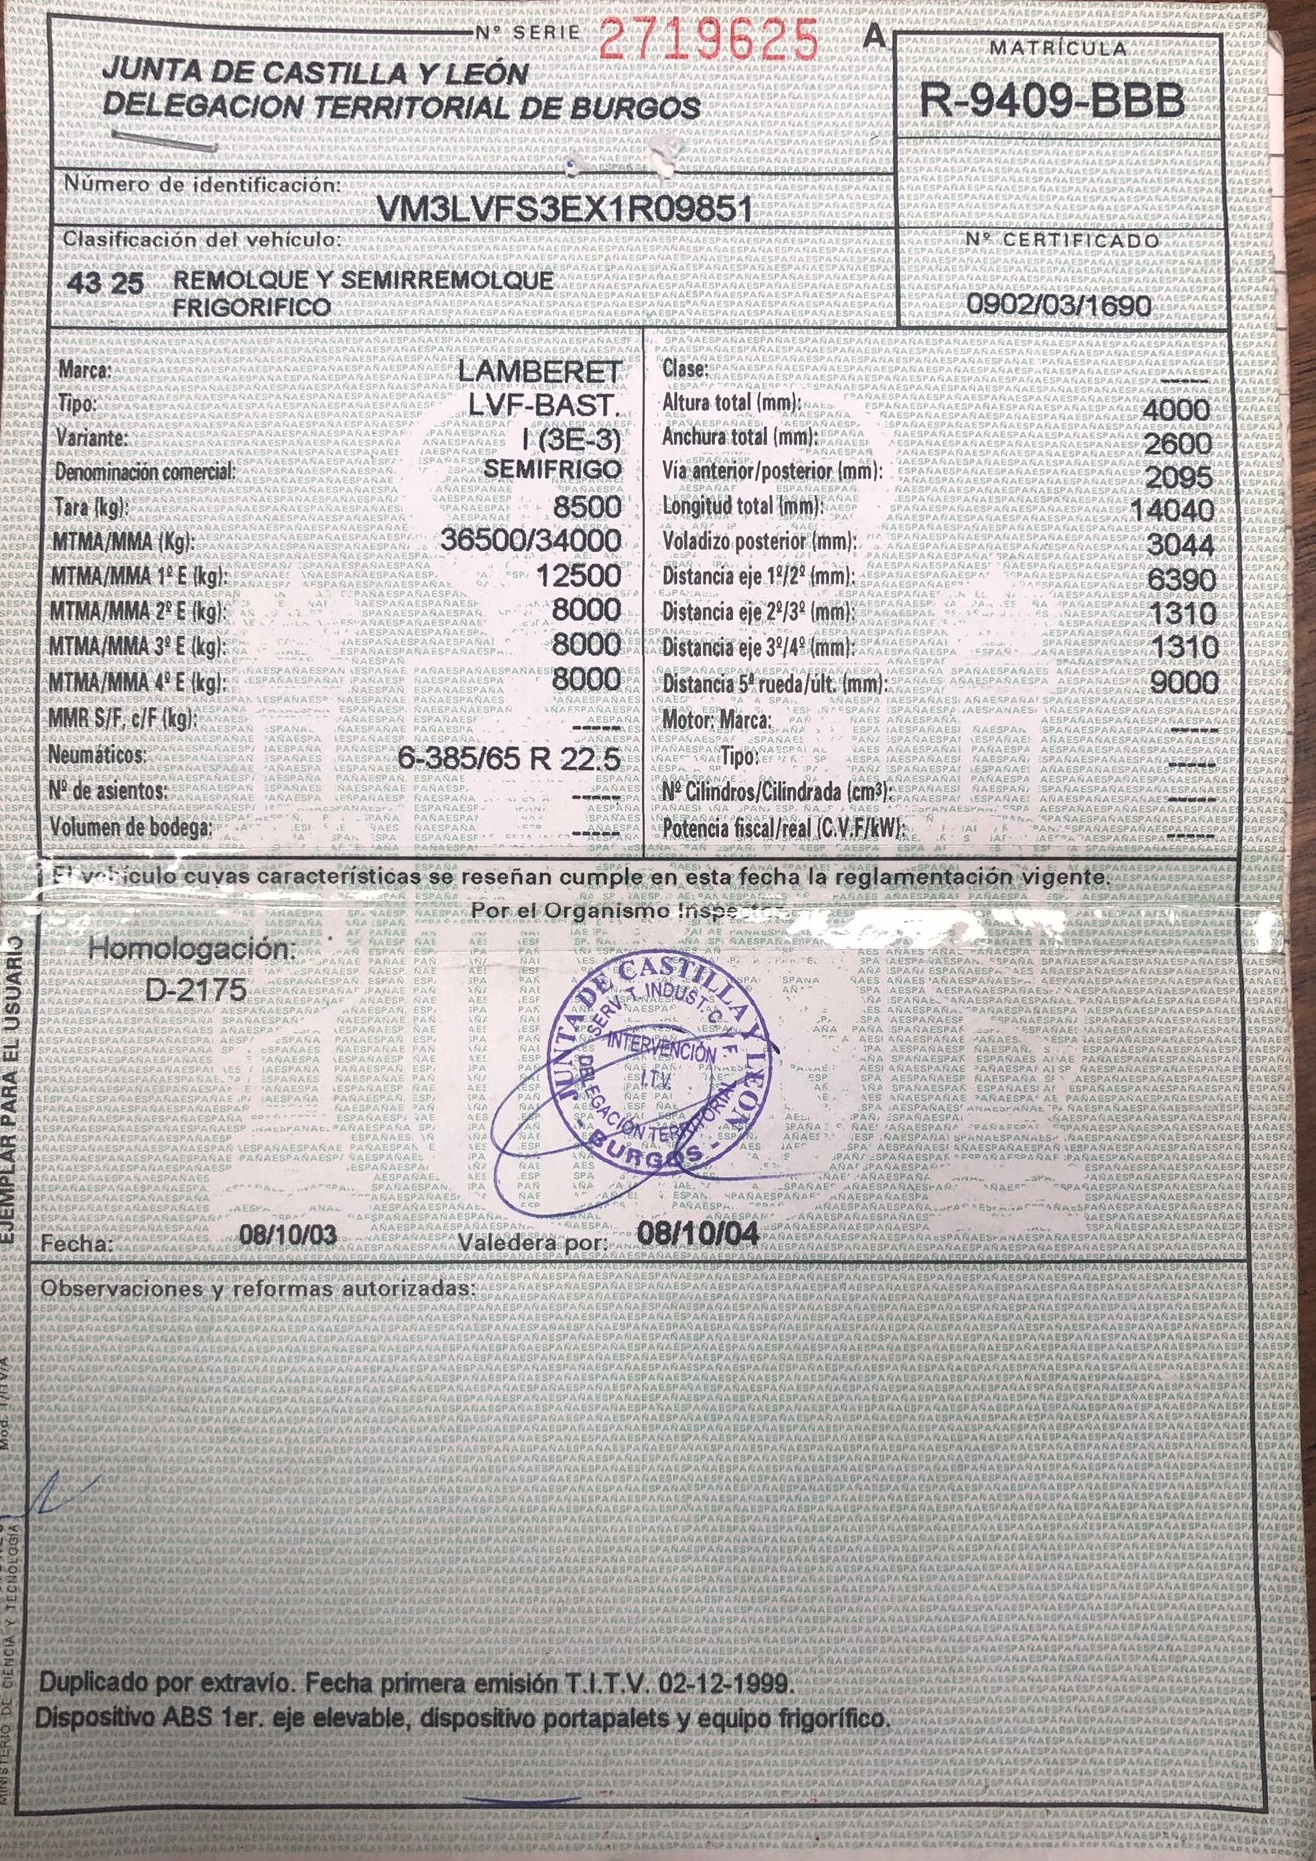 Nº SERIE 2719625 A
JUNTA DE CASTILLA Y LEÓN
DELEGACION TERRITORIAL DE BURGOS
MATRÍCULA
R-9409-BBB
Número de identificación:
VM3LVFS3EX1R09851
Clasificación del vehículo:
43 25 REMOLQUE Y SEMIRREMOLQUE
FRIGORIFICO
Nº CERTIFICADO
0902/03/1690
Marca: LAMBERET
Tipo: LVF-BAST.
Variante: I (3E-3)
Denominación comercial: SEMIFRIGO
Tara (kg): 8500
MTMA/MMA (Kg): 36500/34000
MTMA/MMA 1º E (kg): 12500
MTMA/MMA 2º E (kg): 8000
MTMA/MMA 3º E (kg): 8000
MTMA/MMA 4º E (kg): 8000
MMR S/F, c/F (kg): -----
Neumáticos: 6-385/65 R 22.5
Nº de asientos: -----
Volumen de bodega: -----
Clase: -----
Altura total (mm): 4000
Anchura total (mm): 2600
Via anterior/posterior (mm): 2095
Longitud total (mm): 14040
Voladizo posterior (mm): 3044
Distancia eje 1º/2º (mm): 6390
Distancia eje 2º/3º (mm): 1310
Distancia eje 3º/4º (mm): 1310
Distancia 5ª rueda/últ. (mm): 9000
Motor: Marca: -----
Tipo: -----
Nº Cilindros/Cilindrada (cm³): -----
Potencia fiscal/real (C.V.F/kW): -----
El vehículo cuyas características se reseñan cumple en esta fecha la reglamentación vigente.
Por el Organismo Inspector
Homologación:
D-2175
JUNTA DE CASTILLA Y LEON
SERV. T. INDUST. C
INTERVENCIÓN
I.T.V.
DELEGACIÓN TERRITORIAL
- BURGOS -
Fecha: 08/10/03 Valedera por: 08/10/04
Observaciones y reformas autorizadas:
Duplicado por extravío. Fecha primera emisión T.I.T.V. 02-12-1999.
Dispositivo ABS 1er. eje elevable, dispositivo portapalets y equipo frigorífico.
EJEMPLAR PARA EL USUARIO
MINISTERIO DE CIENCIA Y TECNOLOGÍA